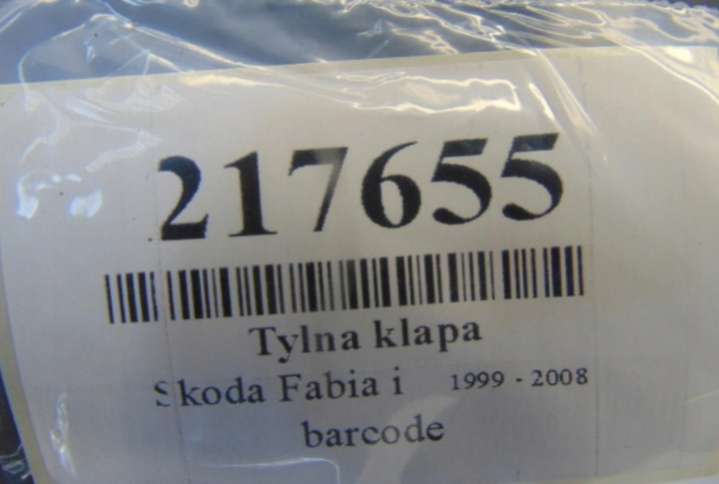 217655
Tylna klapa
Skoda Fabia i 1999 - 2008
barcode